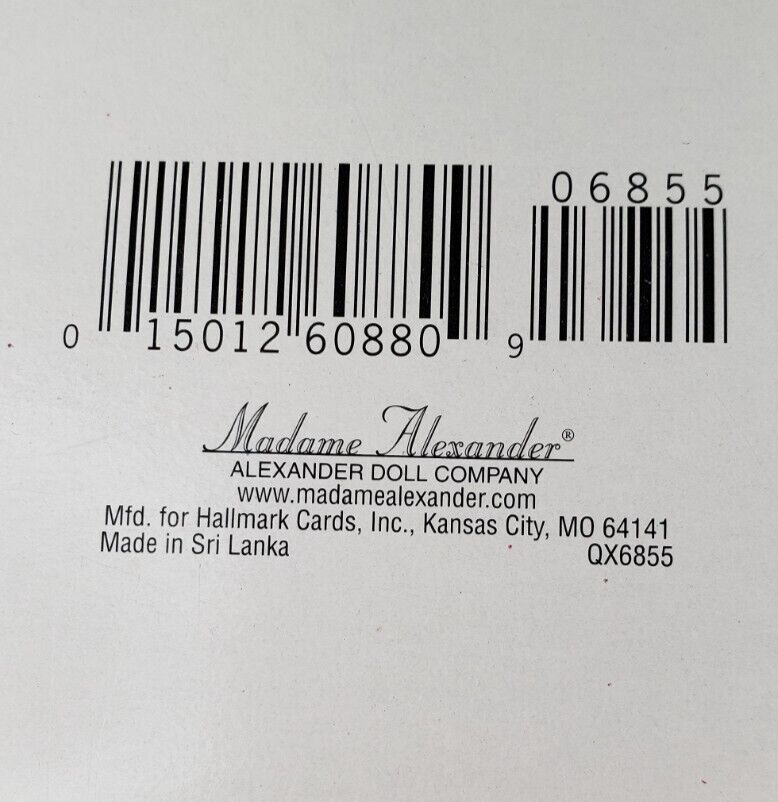 06855
0 15012 60880 9
Madame Alexander®
ALEXANDER DOLL COMPANY
www.madamealexander.com
Mfd. for Hallmark Cards, Inc., Kansas City, MO 64141
Made in Sri Lanka QX6855